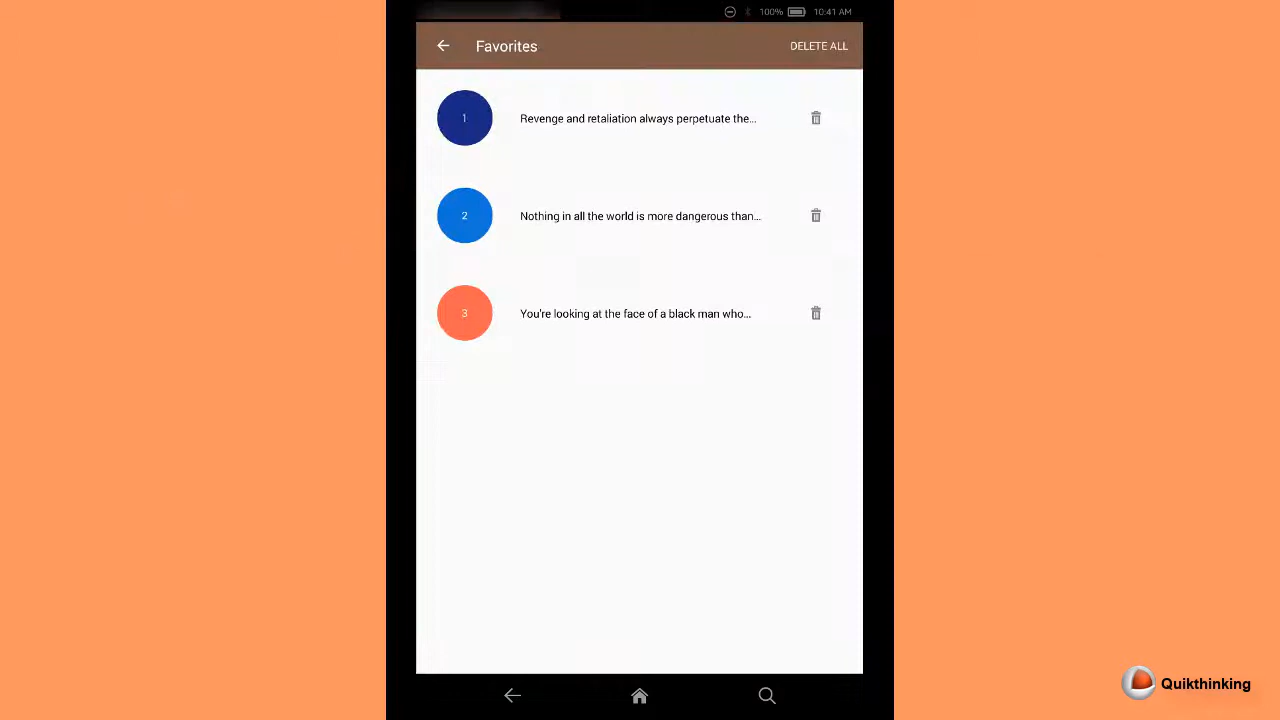 100% 10:41 AM
Favorites DELETE ALL
1 Revenge and retaliation always perpetuate the...
2 Nothing in all the world is more dangerous than...
3 You're looking at the face of a black man who...
Quikthinking